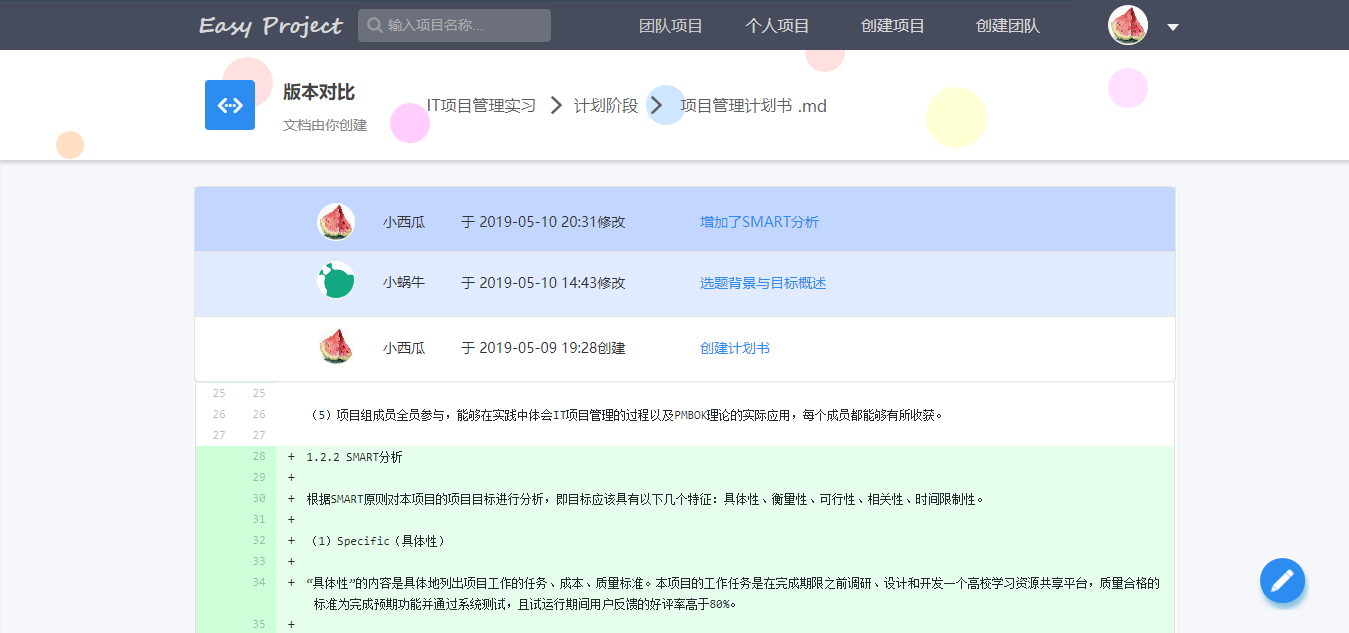 Easy Project 输入项目名称... 团队项目 个人项目 创建项目 创建团队
版本对比
文档由你创建
IT项目管理实习 计划阶段 项目管理计划书 .md
小西瓜 于 2019-05-10 20:31修改 增加了SMART分析
小蜗牛 于 2019-05-10 14:43修改 选题背景与目标概述
小西瓜 于 2019-05-09 19:28创建 创建计划书
25 25
26 26 （5）项目组成员全员参与，能够在实践中体会IT项目管理的过程以及PMBOK理论的实际应用，每个成员都能够有所收获。
27 27
28 + 1.2.2 SMART分析
29 +
30 + 根据SMART原则对本项目的项目目标进行分析，即目标应该具有以下几个特征：具体性、衡量性、可行性、相关性、时间限制性。
31 +
32 + （1）Specific（具体性）
33 +
34 + “具体性”的内容是具体地列出项目工作的任务、成本、质量标准。本项目的工作任务是在完成期限之前调研、设计和开发一个高校学习资源共享平台，质量合格的
标准为完成预期功能并通过系统测试，且试运行期间用户反馈的好评率高于80%。
35 +